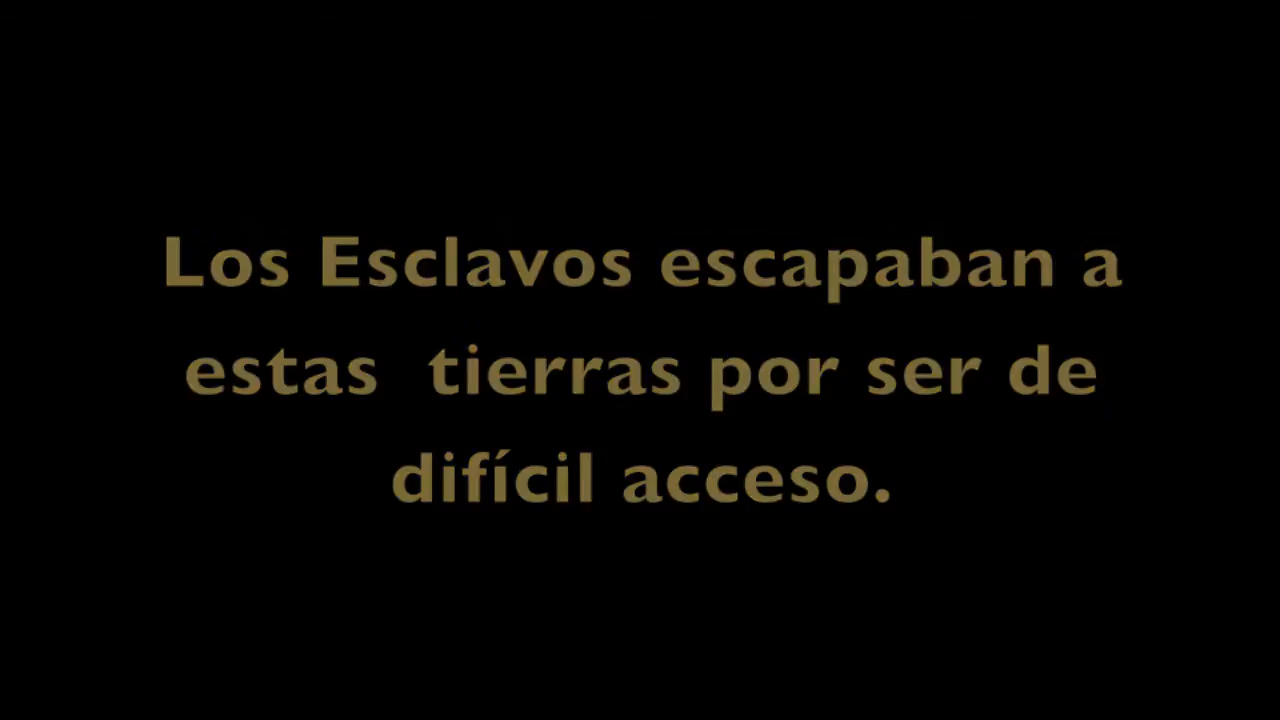 Los Esclavos escapaban a
estas  tierras por ser de
difícil acceso.